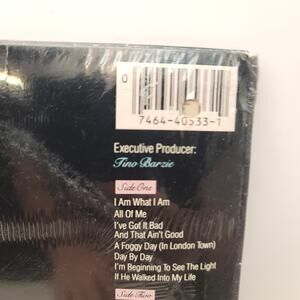 0
7464-40533-1
Executive Producer:
Tino Barzie
Side One
I Am What I Am
All Of Me
I've Got It Bad
And That Ain't Good
A Foggy Day (In London Town)
Day By Day
I'm Beginning To See The Light
If He Walked Into My Life
Side Two